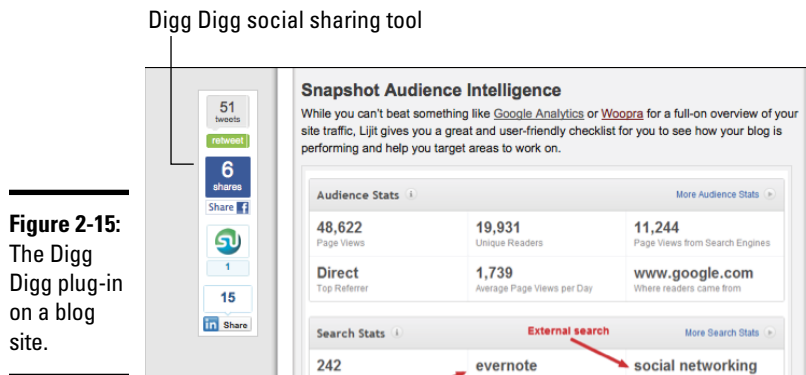 Digg Digg social sharing tool
51
tweets
retweet
6
shares
Share
1
15
in Share
Figure 2-15:
The Digg
Digg plug-in
on a blog
site.
Snapshot Audience Intelligence
While you can't beat something like Google Analytics or Woopra for a full-on overview of your
site traffic, Lijit gives you a great and user-friendly checklist for you to see how your blog is
performing and help you target areas to work on.
Audience Stats i More Audience Stats
48,622 19,931 11,244
Page Views Unique Readers Page Views from Search Engines
Direct 1,739 www.google.com
Top Referrer Average Page Views per Day Where readers came from
Search Stats i External search More Search Stats
242 evernote social networking